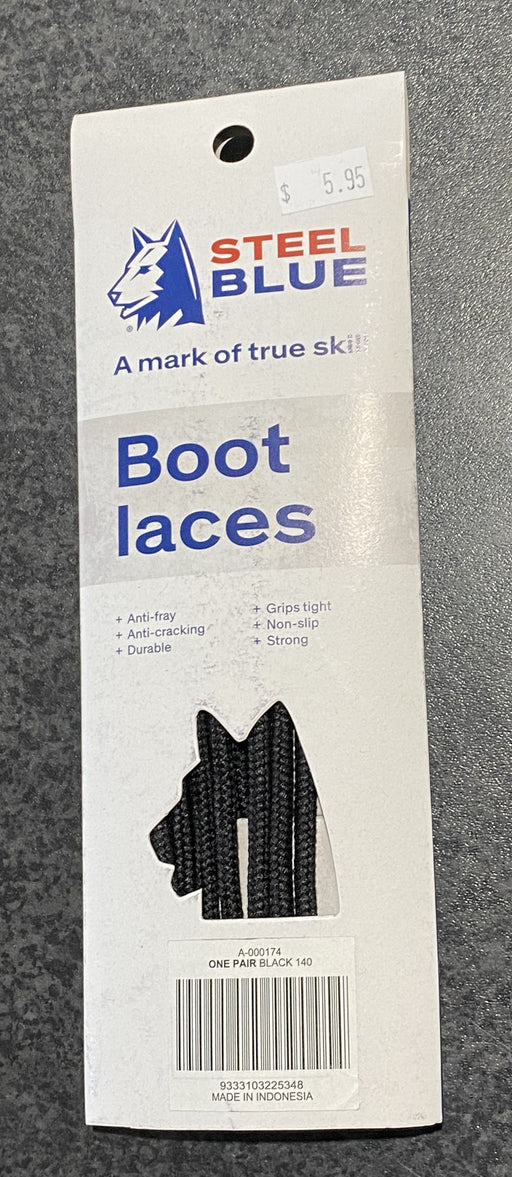 $ 5.95
STEEL
BLUE
®
A mark of true
Boot
laces
+ Anti-fray
+ Anti-cracking
+ Durable
+ Grips tight
+ Non-slip
+ Strong
A-000174
ONE PAIR BLACK 140
9333103225348
MADE IN INDONESIA